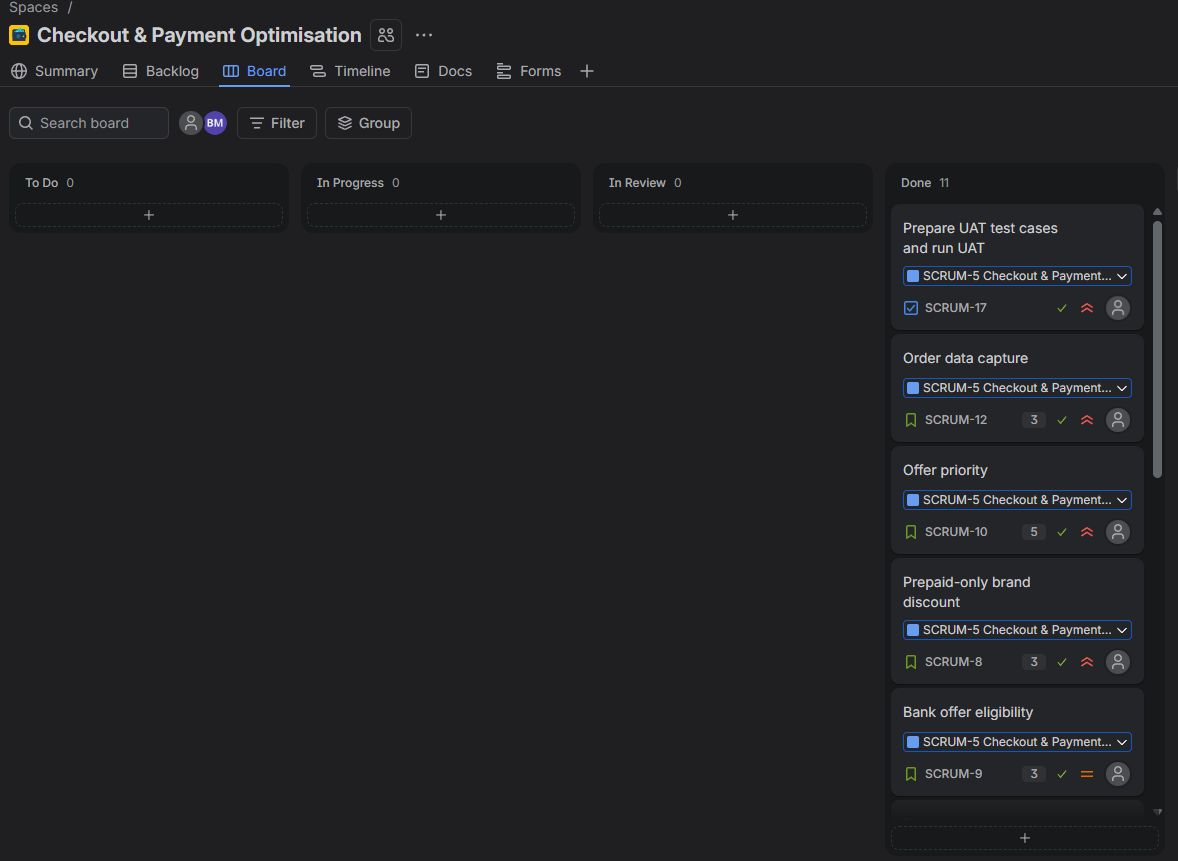 Spaces /
Checkout & Payment Optimisation
Summary Backlog Board Timeline Docs Forms
Search board BM Filter Group
To Do 0 In Progress 0 In Review 0 Done 11
Prepare UAT test cases
and run UAT
SCRUM-5 Checkout & Payment...
SCRUM-17
Order data capture
SCRUM-5 Checkout & Payment...
SCRUM-12 3
Offer priority
SCRUM-5 Checkout & Payment...
SCRUM-10 5
Prepaid-only brand
discount
SCRUM-5 Checkout & Payment...
SCRUM-8 3
Bank offer eligibility
SCRUM-5 Checkout & Payment...
SCRUM-9 3